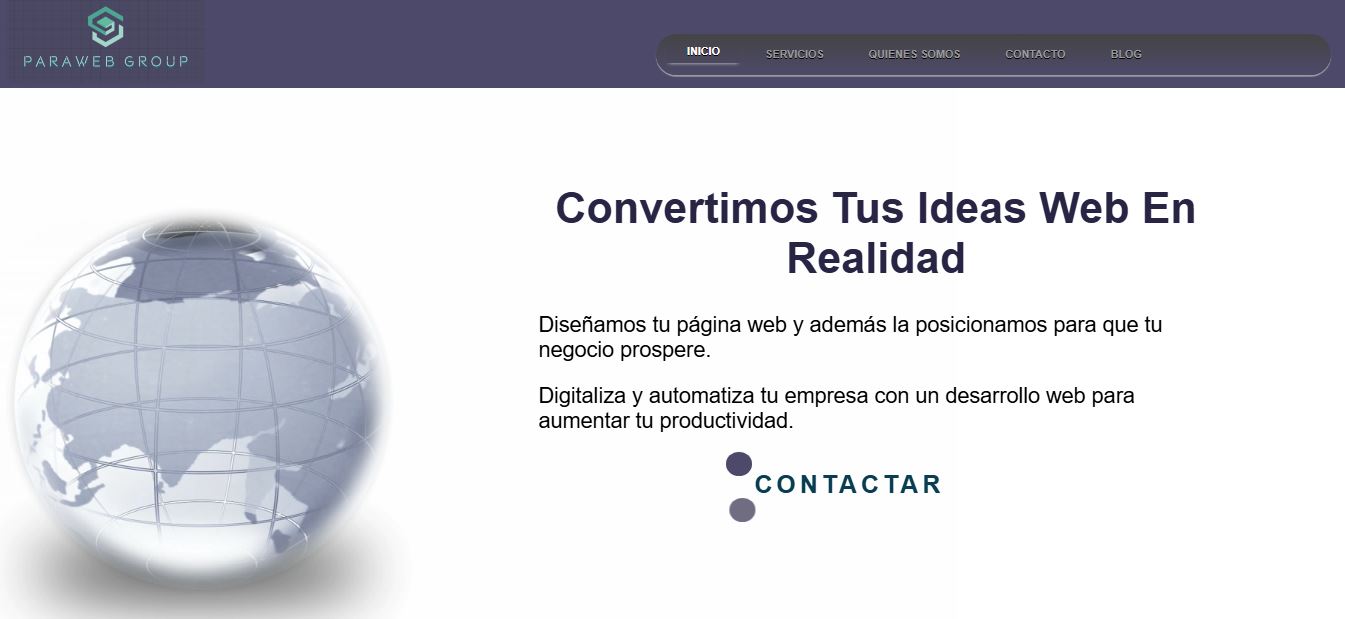 PARAWEB GROUP
INICIO SERVICIOS QUIENES SOMOS CONTACTO BLOG
Convertimos Tus Ideas Web En
Realidad
Diseñamos tu página web y además la posicionamos para que tu
negocio prospere.
Digitaliza y automatiza tu empresa con un desarrollo web para
aumentar tu productividad.
CONTACTAR